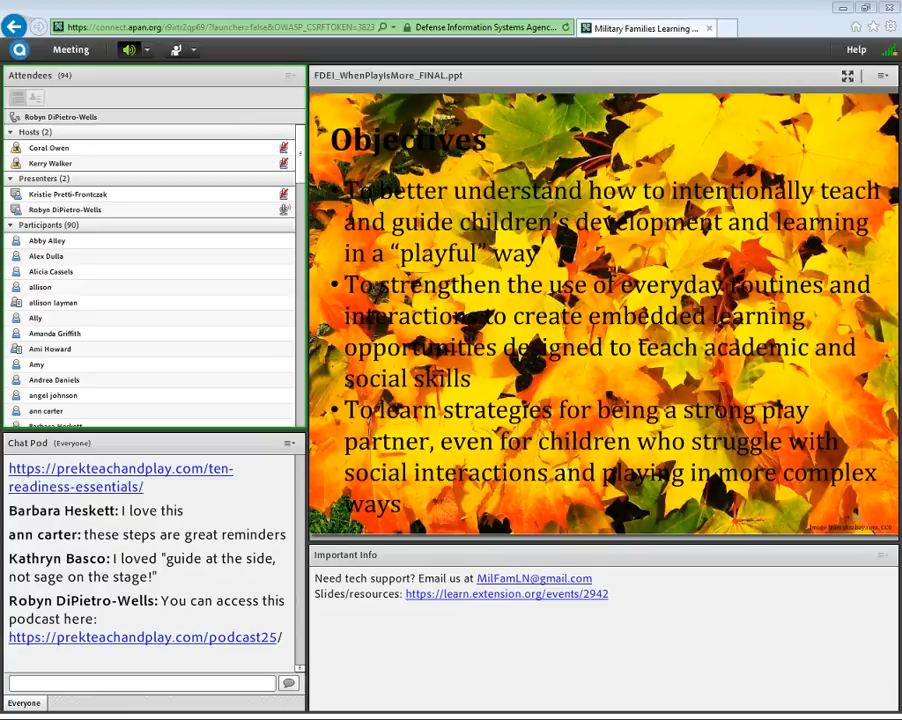 https://connect.apan.org/r9vtr2qp69/?launcher=false&OWASP_CSRFTOKEN=3823
Defense Information Systems Agenc...
Military Families Learning ...
Meeting
Help
Attendees (94)
Robyn DiPietro-Wells
Hosts (2)
Coral Owen
Kerry Walker
Presenters (2)
Kristie Pretti-Frontczak
Robyn DiPietro-Wells
Participants (90)
Abby Alley
Alex Dulla
Alicia Cassels
allison
allison layman
Ally
Amanda Griffith
Ami Howard
Amy
Andrea Daniels
angel johnson
ann carter
Barbara Heskett
Chat Pod (Everyone)
https://prekteachandplay.com/ten-
readiness-essentials/
Barbara Heskett: I love this
ann carter: these steps are great reminders
Kathryn Basco: I loved "guide at the side,
not sage on the stage!"
Robyn DiPietro-Wells: You can access this
podcast here:
https://prekteachandplay.com/podcast25/
Everyone
FDEI_WhenPlayIsMore_FINAL.ppt
Objectives
To better understand how to intentionally teach
and guide children's development and learning
in a “playful” way
• To strengthen the use of everyday routines and
interactions to create embedded learning
opportunities designed to teach academic and
social skills
• To learn strategies for being a strong play
partner, even for children who struggle with
social interactions and playing in more complex
ways
Important Info
Need tech support? Email us at MilFamLN@gmail.com
Slides/resources: https://learn.extension.org/events/2942